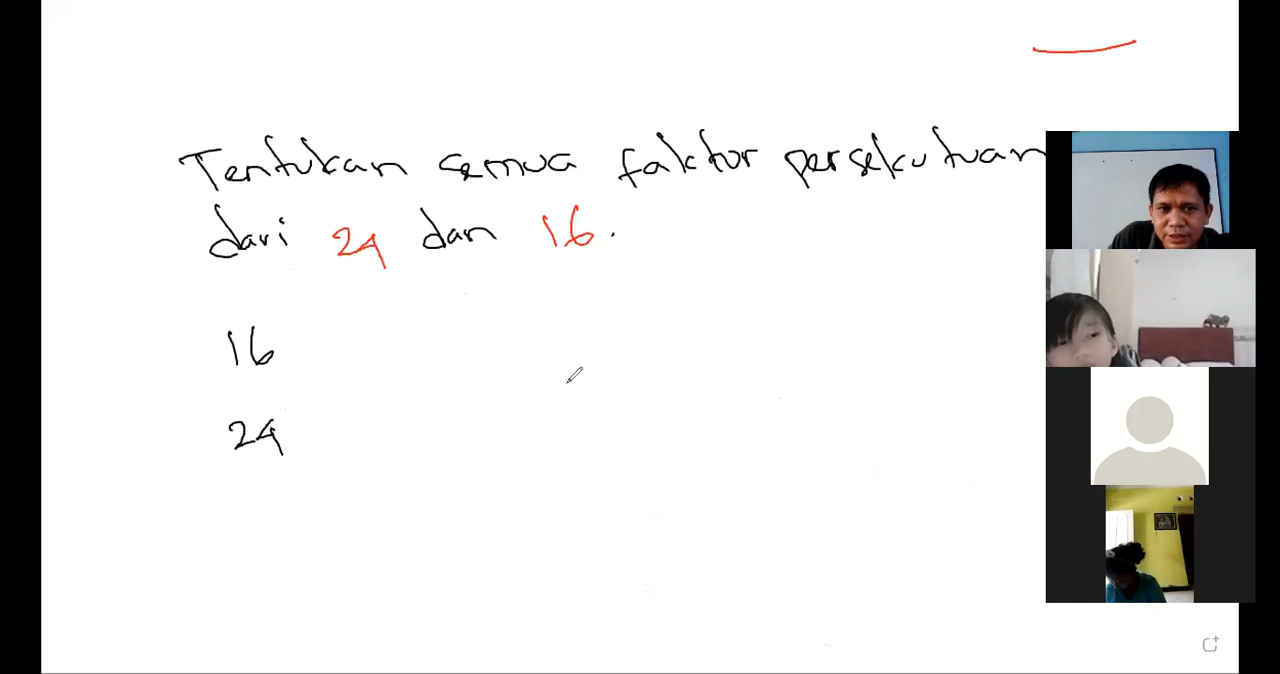 Tentukan semua faktor persekutuan
dari 24 dan 16.
16
24